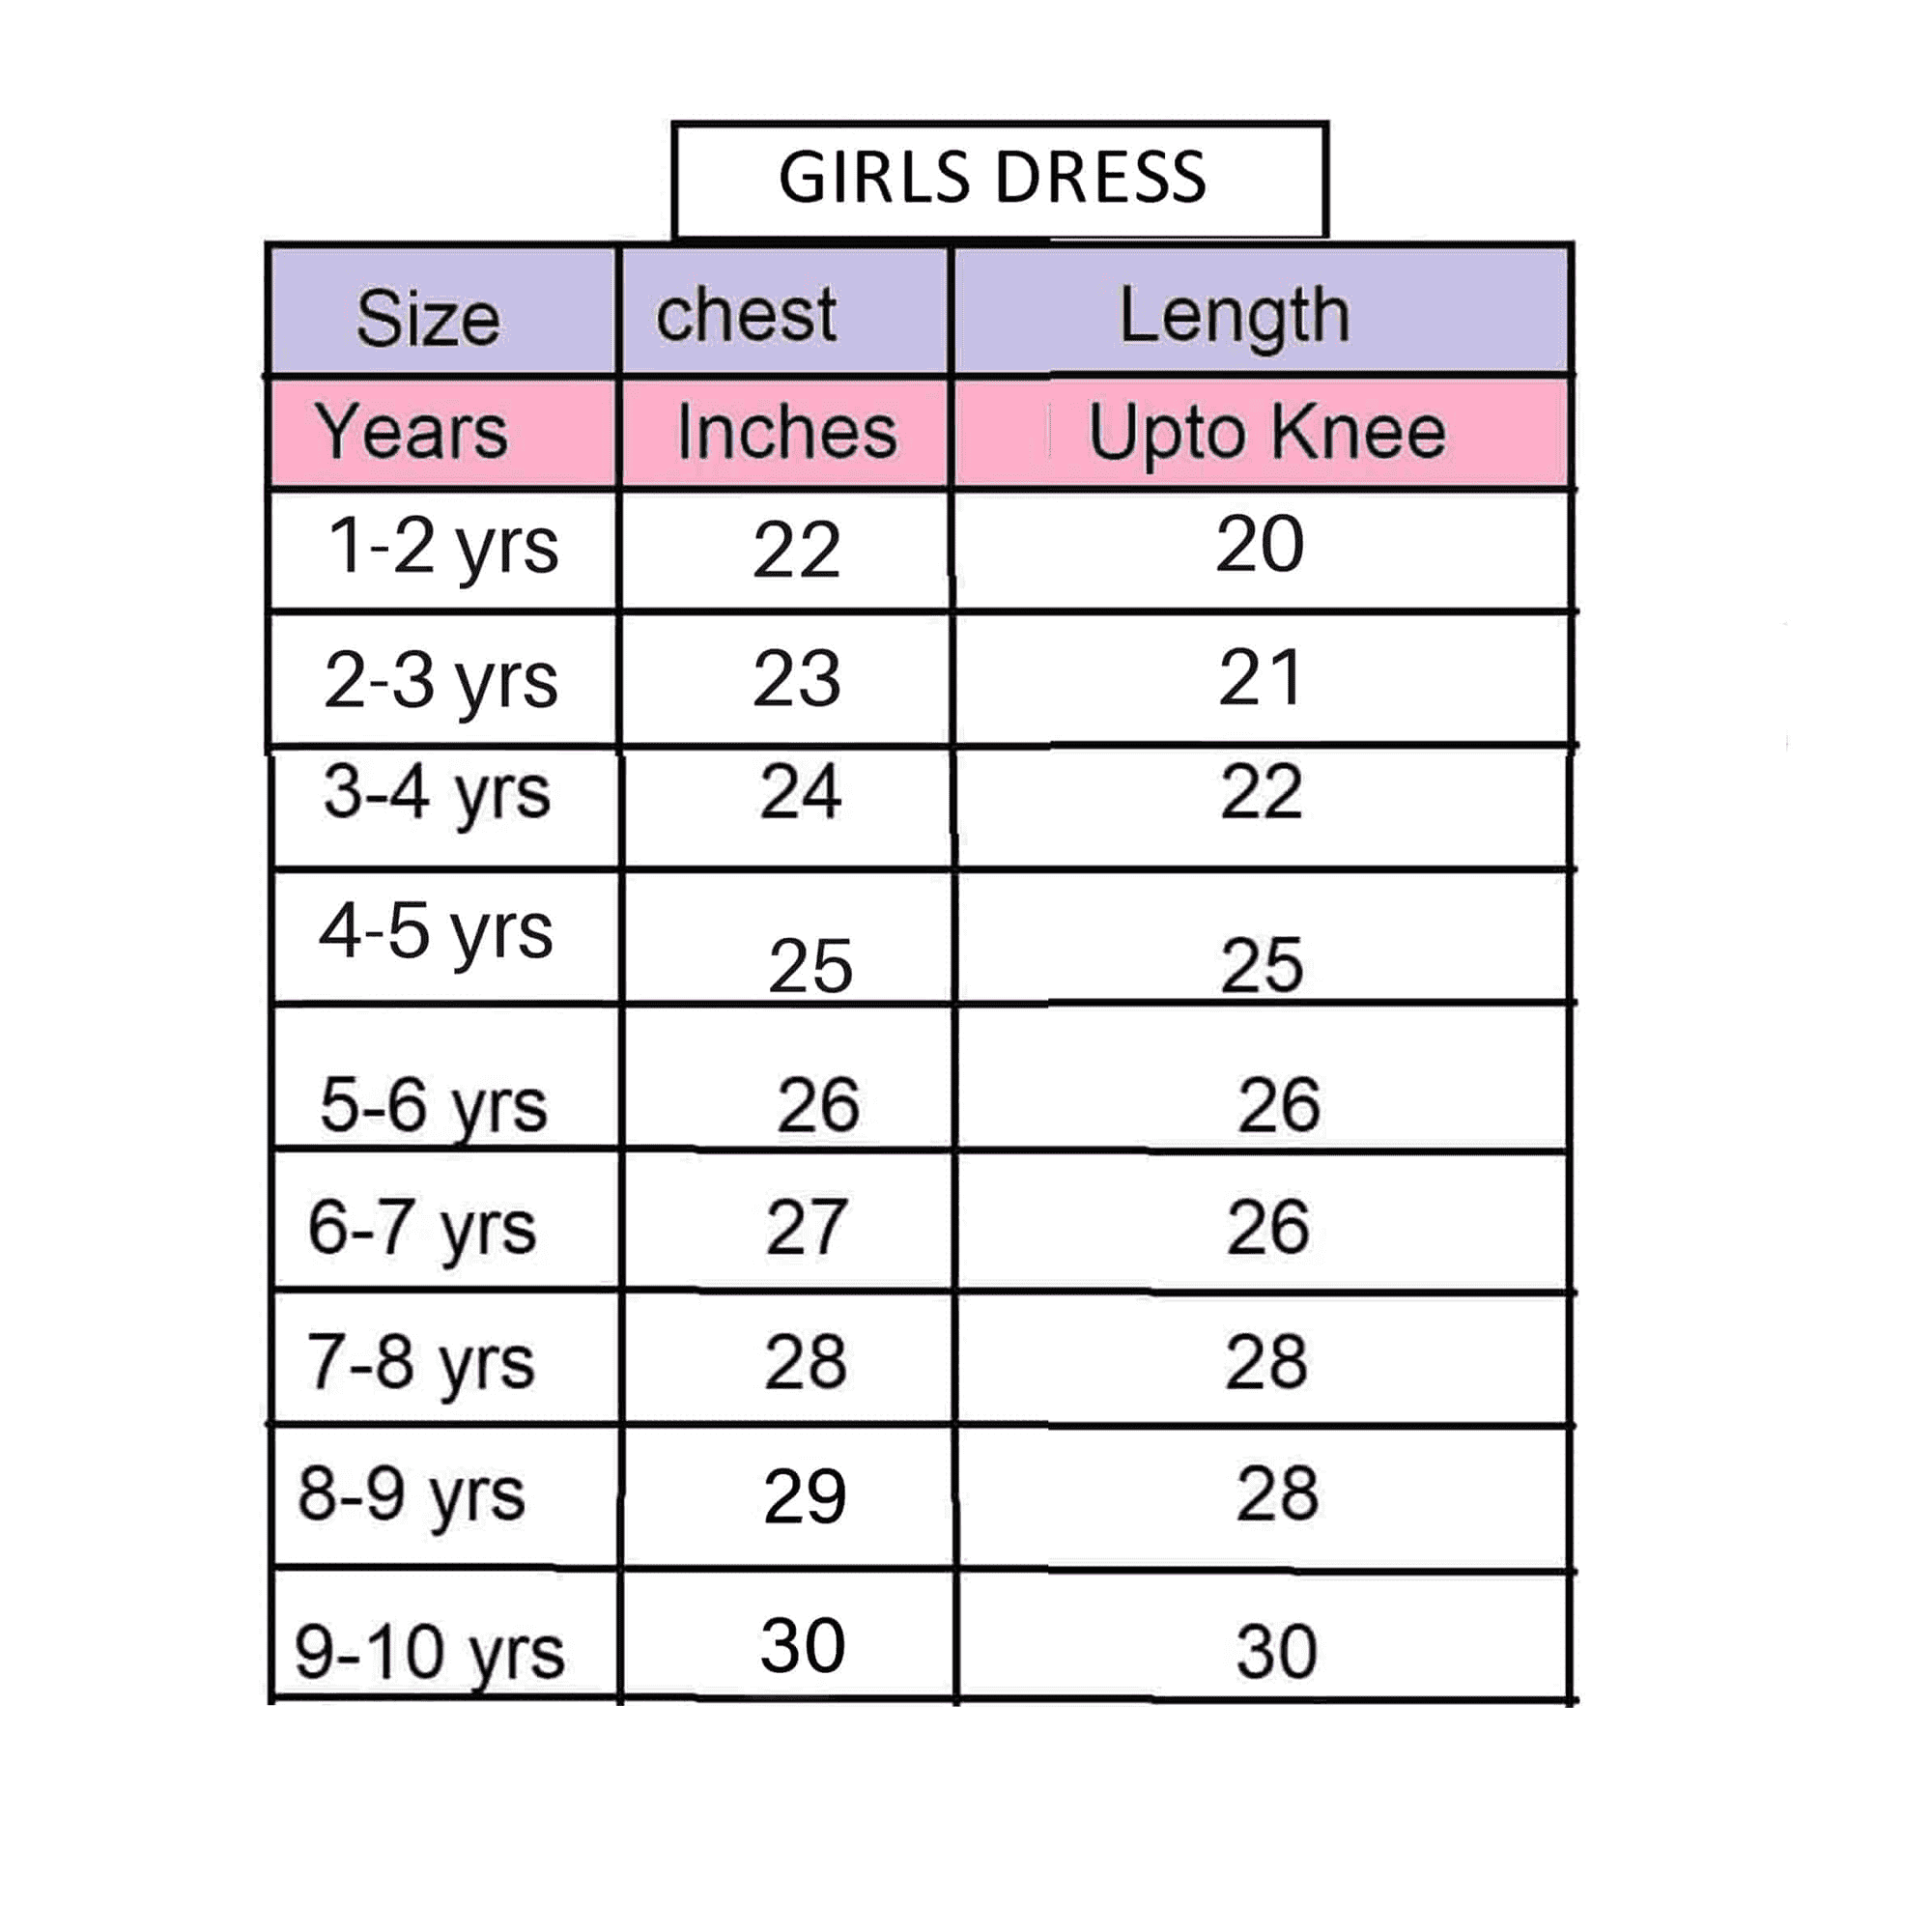 GIRLS DRESS
Size chest Length
Years Inches Upto Knee
1-2 yrs 22 20
2-3 yrs 23 21
3-4 yrs 24 22
4-5 yrs 25 25
5-6 yrs 26 26
6-7 yrs 27 26
7-8 yrs 28 28
8-9 yrs 29 28
9-10 yrs 30 30